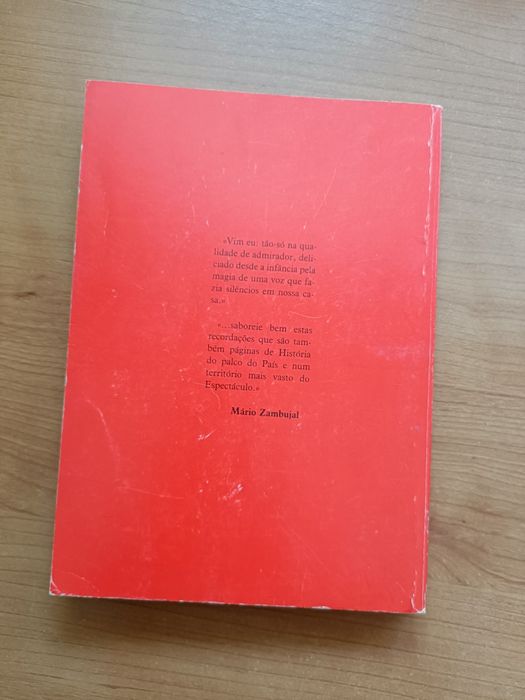 «Vim eu, tão-só na qua-
lidade de admirador, deli-
ciado desde a infância pela
magia de uma voz que fa-
zia silêncios em nossa ca-
sa.»
«...saboreie bem estas
recordações que são tam-
bém páginas de História
do palco do País e num
território mais vasto do
Espectáculo.»
Mário Zambujal